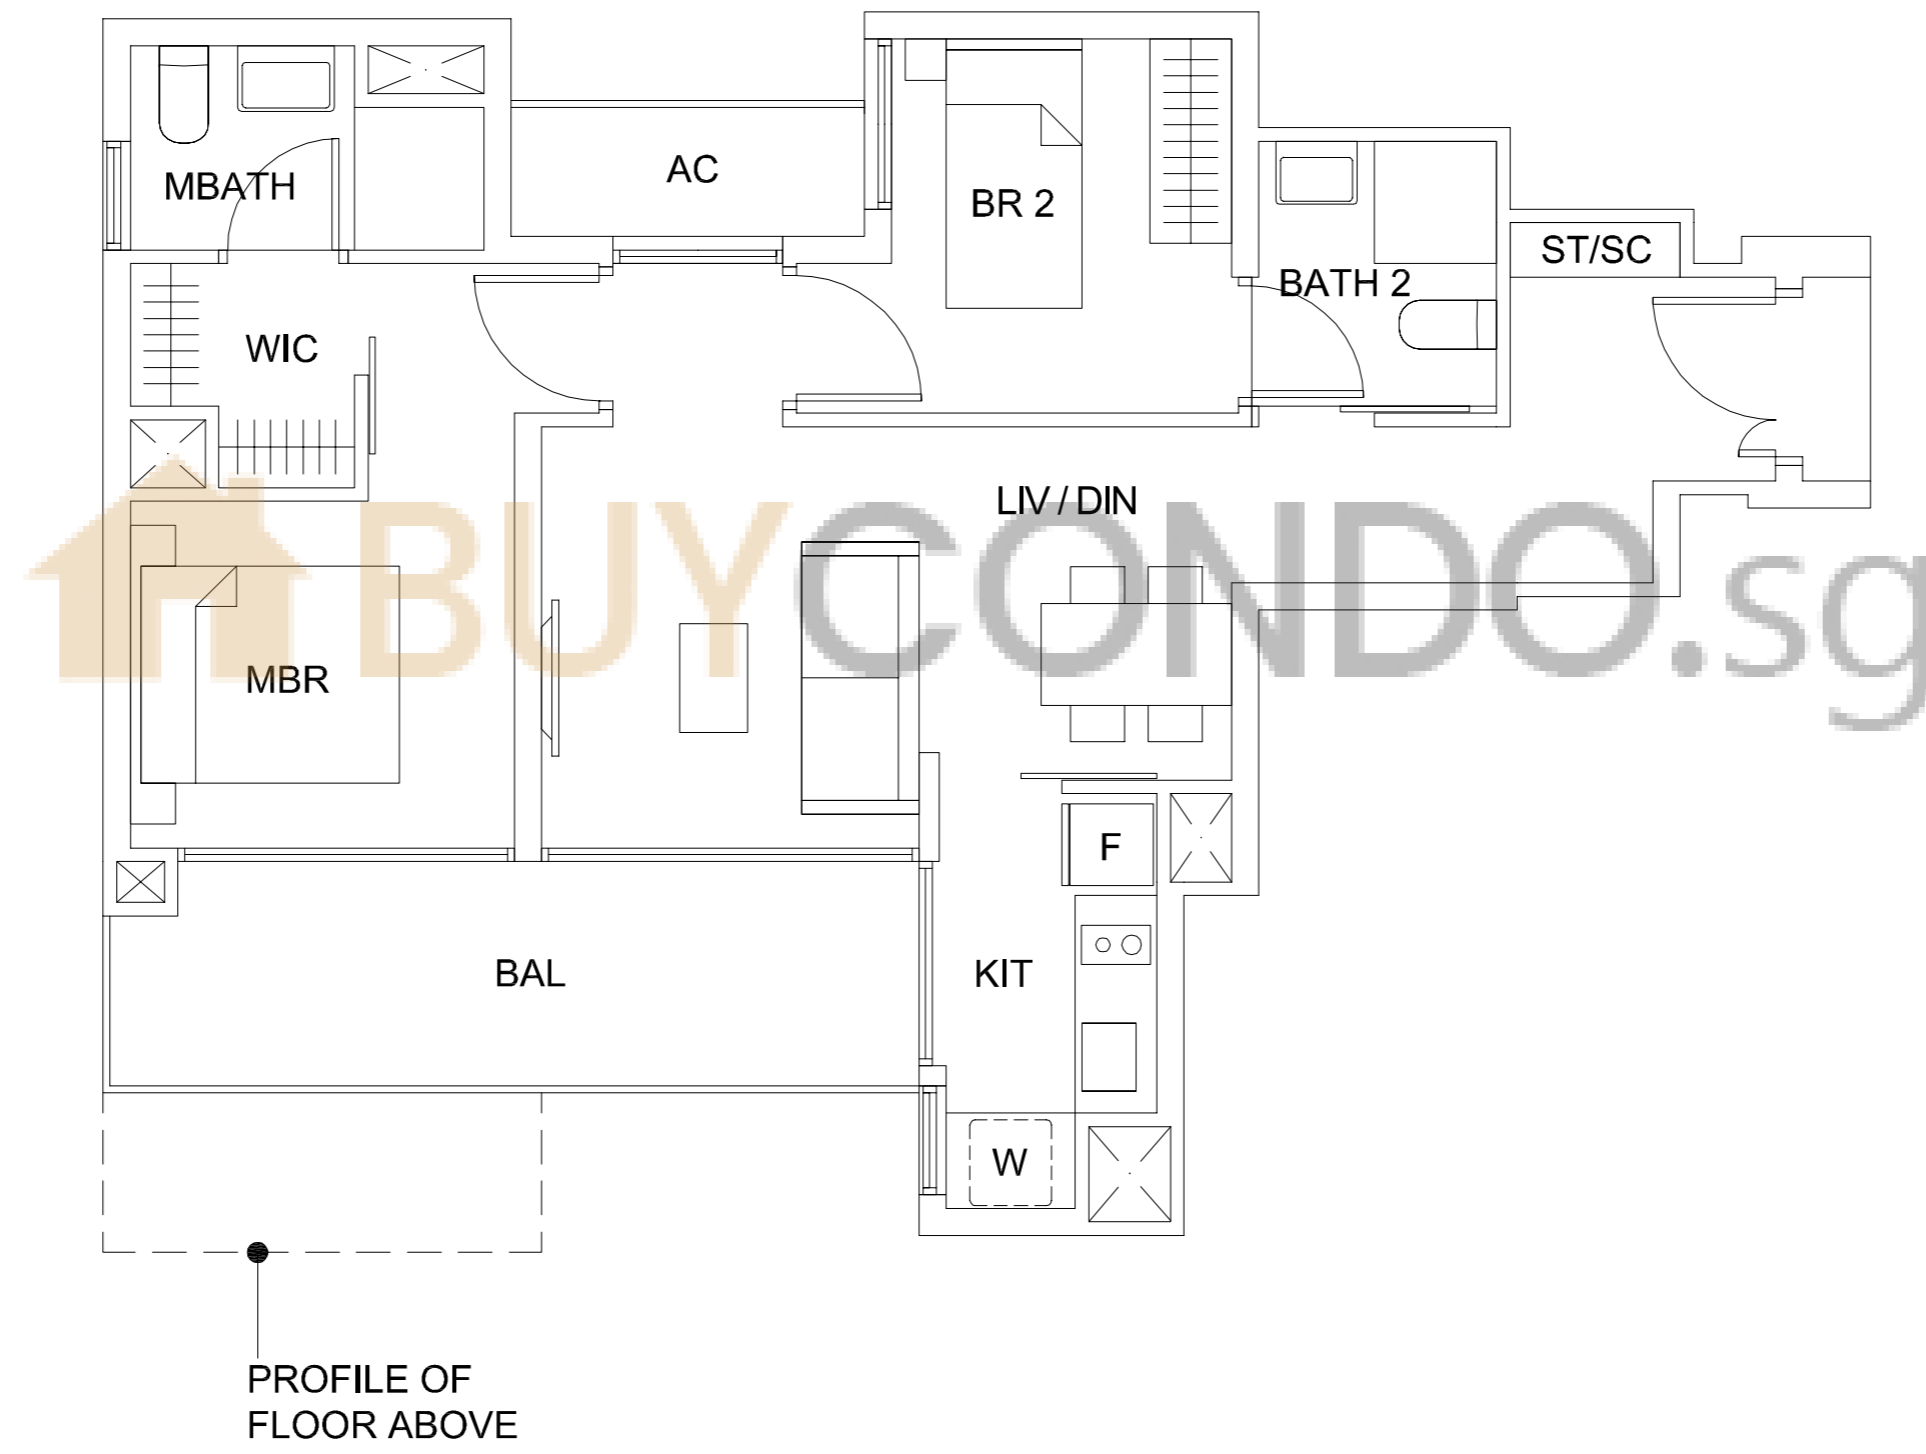 MBATH
AC
BR 2
BATH 2
ST/SC
WIC
LIV / DIN
BUYCONDO.sg
MBR
F
BAL
KIT
W
PROFILE OF
FLOOR ABOVE